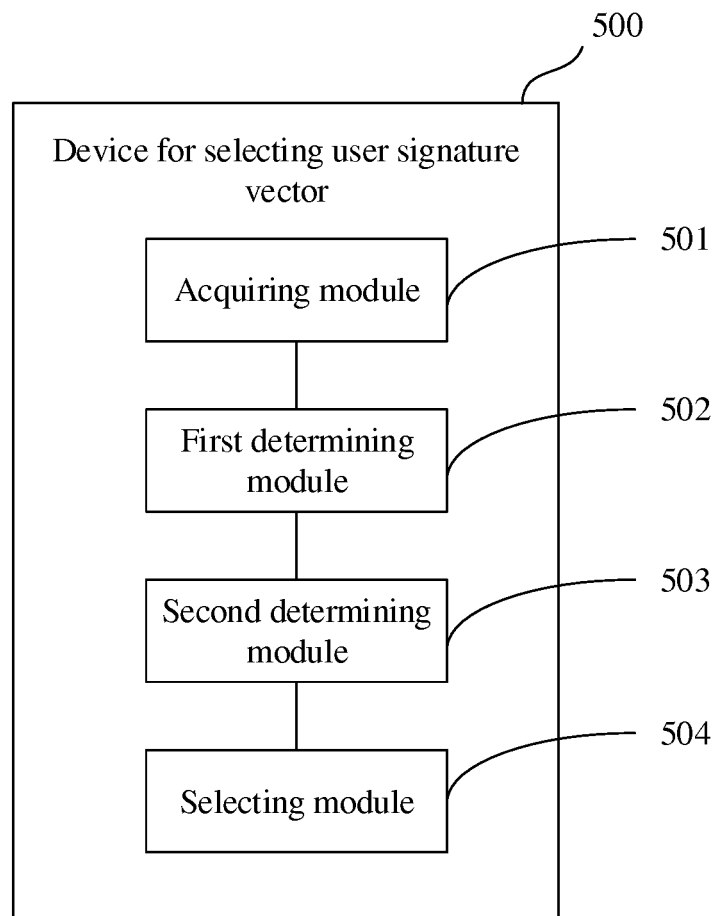 500
Device for selecting user signature
vector
501
Acquiring module
502
First determining
module
503
Second determining
module
504
Selecting module